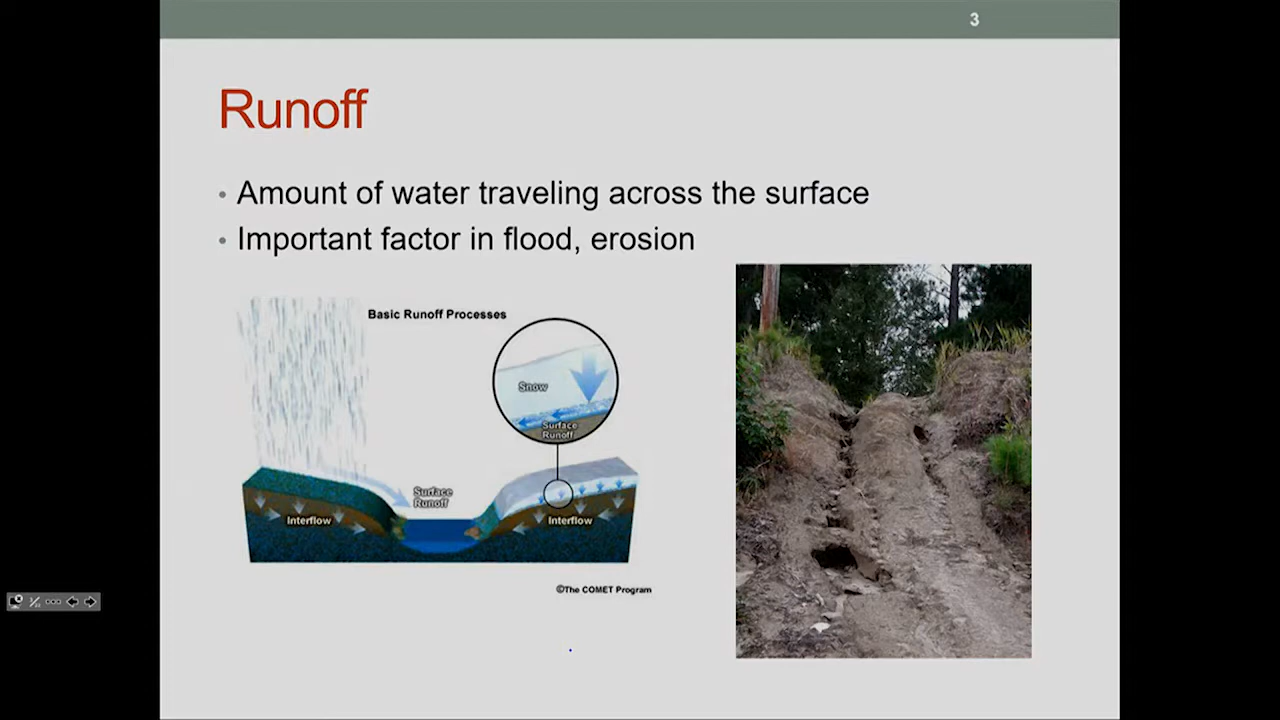 3
Runoff
• Amount of water traveling across the surface
• Important factor in flood, erosion
Basic Runoff Processes
Snow
Surface
Runoff
Surface
Runoff
Interflow
Interflow
©The COMET Program